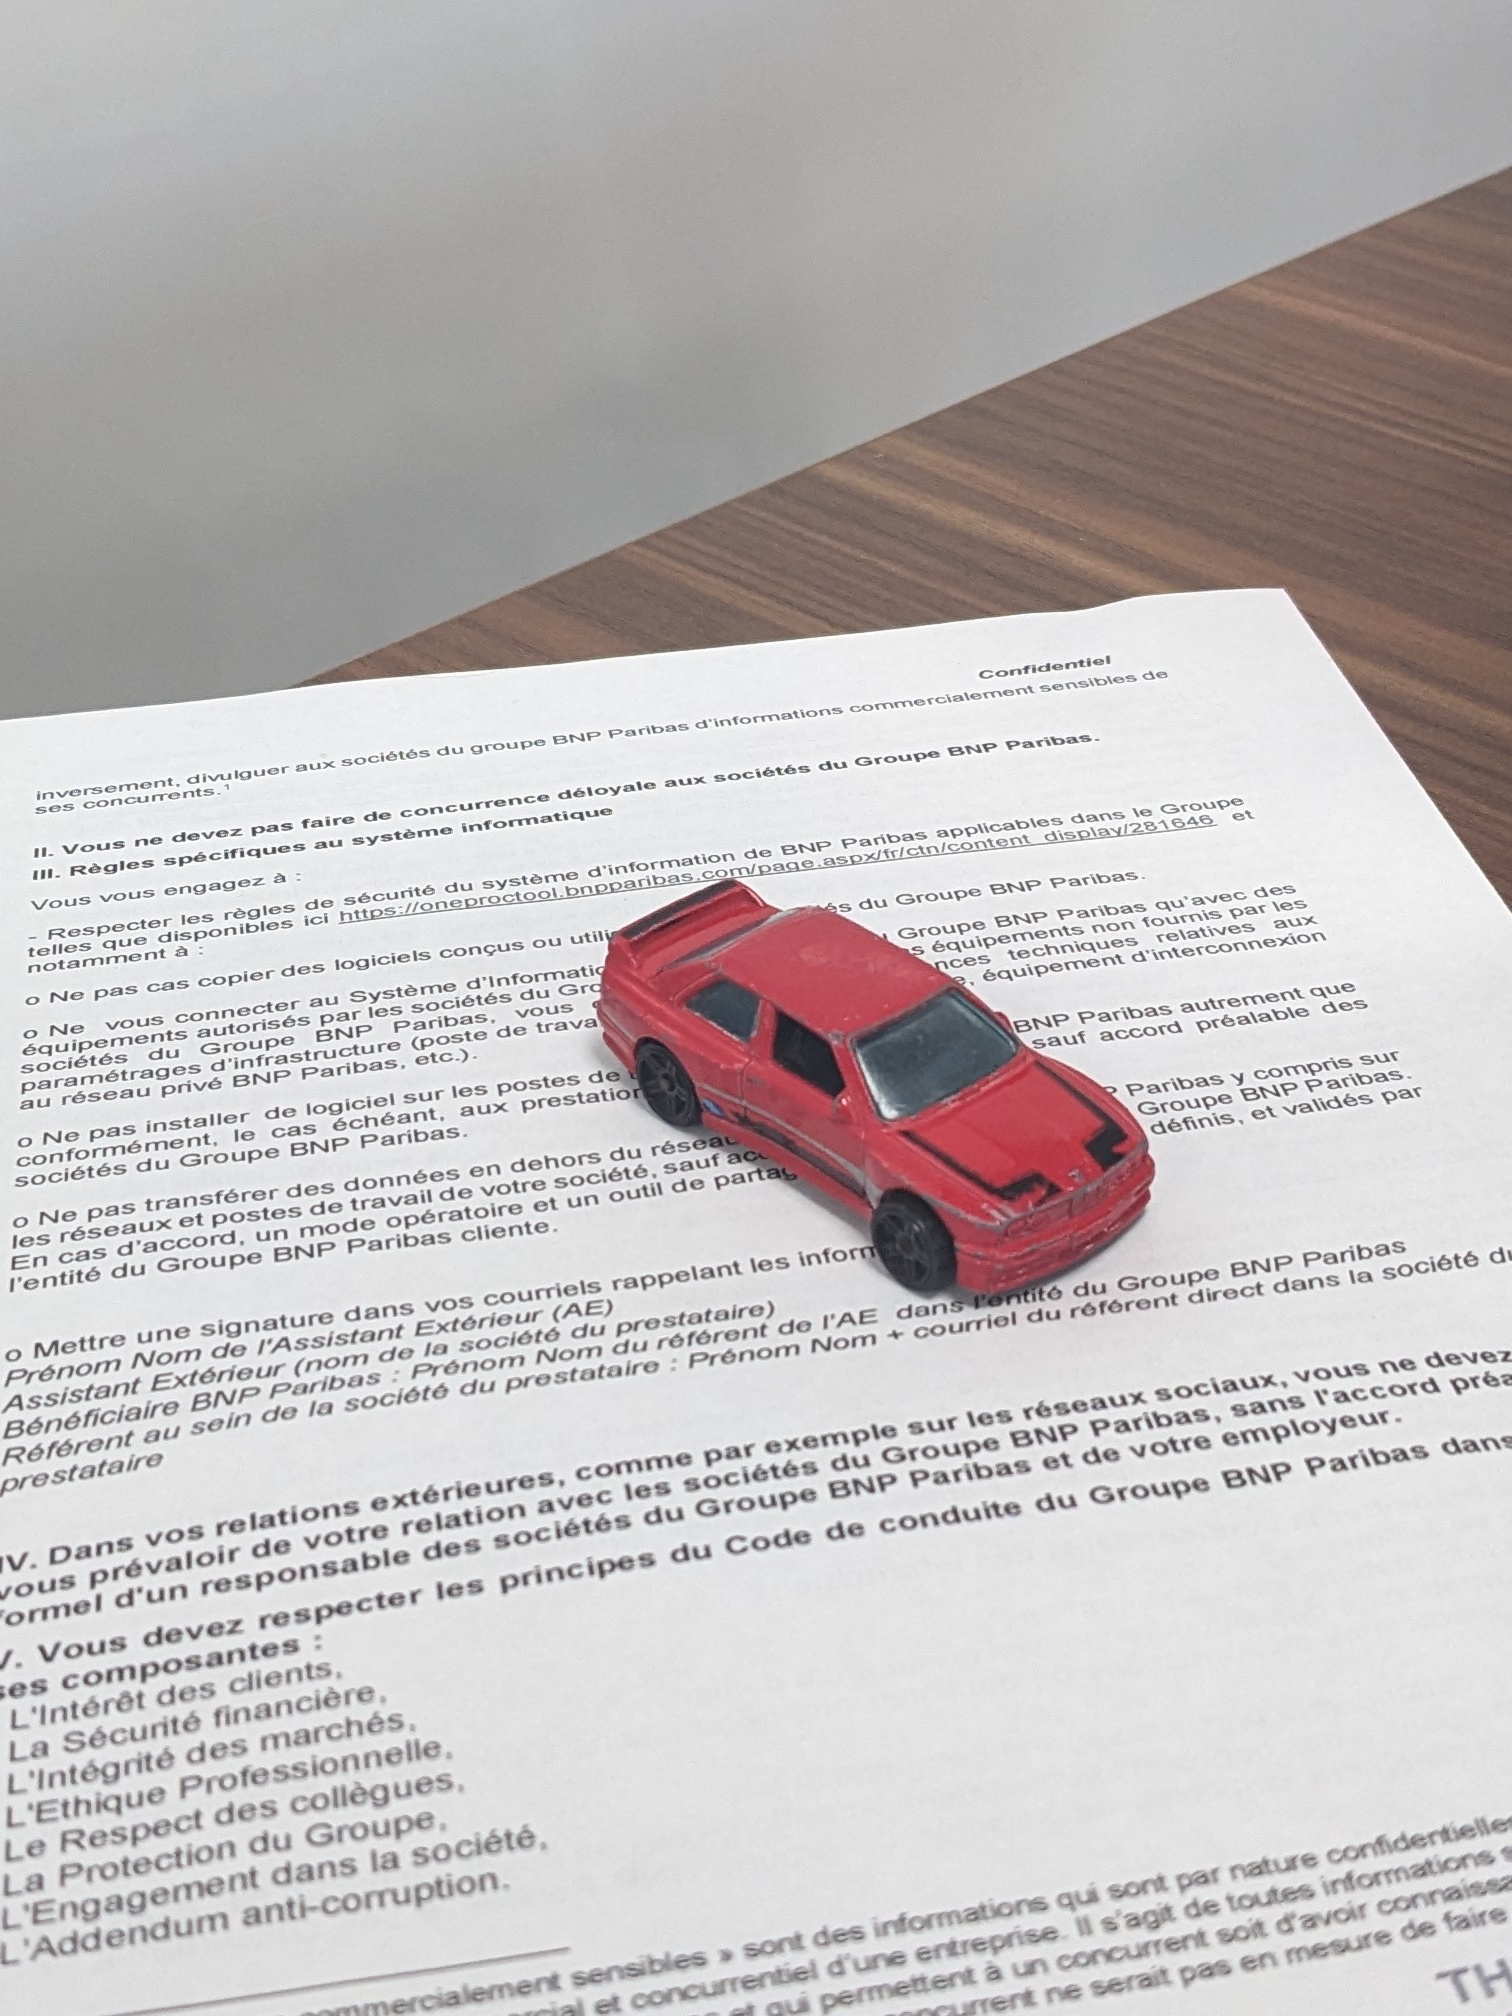 Confidentiel
inversement, divulguer aux sociétés du groupe BNP Paribas d'informations commercialement sensibles de
ses concurrents.¹
II. Vous ne devez pas faire de concurrence déloyale aux sociétés du Groupe BNP Paribas.
III. Règles spécifiques au système informatique
Vous vous engagez à :
- Respecter les règles de sécurité du système d'information de BNP Paribas applicables dans le Groupe
telles que disponibles ici https://oneproctool.bnpparibas.com/page.aspx/fr/ctn/content_display/281646 et
notamment à :
o Ne pas cas copier des logiciels conçus ou du Groupe BNP Paribas.
o Ne vous connecter au Système Groupe BNP Paribas qu'avec des
équipements autorisés par les sociétés du équipements non fournis par les
sociétés du Groupe BNP Paribas, vous techniques relatives aux
paramétrages d'infrastructure (poste de équipement d'interconnexion
au réseau privé BNP Paribas, etc.).
o Ne pas installer de logiciel sur les postes de BNP Paribas autrement que
conformément, le cas échéant, aux sauf accord préalable des
sociétés du Groupe BNP Paribas.
o Ne pas transférer des données en dehors du Paribas y compris sur
les réseaux et postes de travail de votre société, sauf Groupe BNP Paribas.
En cas d'accord, un mode opératoire et un outil de définis, et validés par
l'entité du Groupe BNP Paribas cliente.
o Mettre une signature dans vos courriels rappelant les
Prénom Nom de l'Assistant Extérieur (AE)
Assistant Extérieur (nom de la société du prestataire)
Bénéficiaire BNP Paribas : Prénom Nom du référent de l'AE dans l'entité du Groupe BNP Paribas
Référent au sein de la société du prestataire : Prénom Nom + courriel du référent direct dans la société du
prestataire
IV. Dans vos relations extérieures, comme par exemple sur les réseaux sociaux, vous ne devez
vous prévaloir de votre relation avec les sociétés du Groupe BNP Paribas, sans l'accord
formel d'un responsable des sociétés du Groupe BNP Paribas et de votre employeur.
V. Vous devez respecter les principes du Code de conduite du Groupe BNP Paribas dans
ses composantes :
L'Intérêt des clients,
La Sécurité financière,
L'Intégrité des marchés,
L'Ethique Professionnelle,
Le Respect des collègues,
La Protection du Groupe,
L'Engagement dans la société,
L'Addendum anti-corruption.
commercialement sensibles » sont des informations qui sont par nature confidentielles
et concurrentiel d'une entreprise. Il s'agit de toutes informations
et qui permettent à un concurrent soit d'avoir
concurrent ne serait pas en mesure de faire